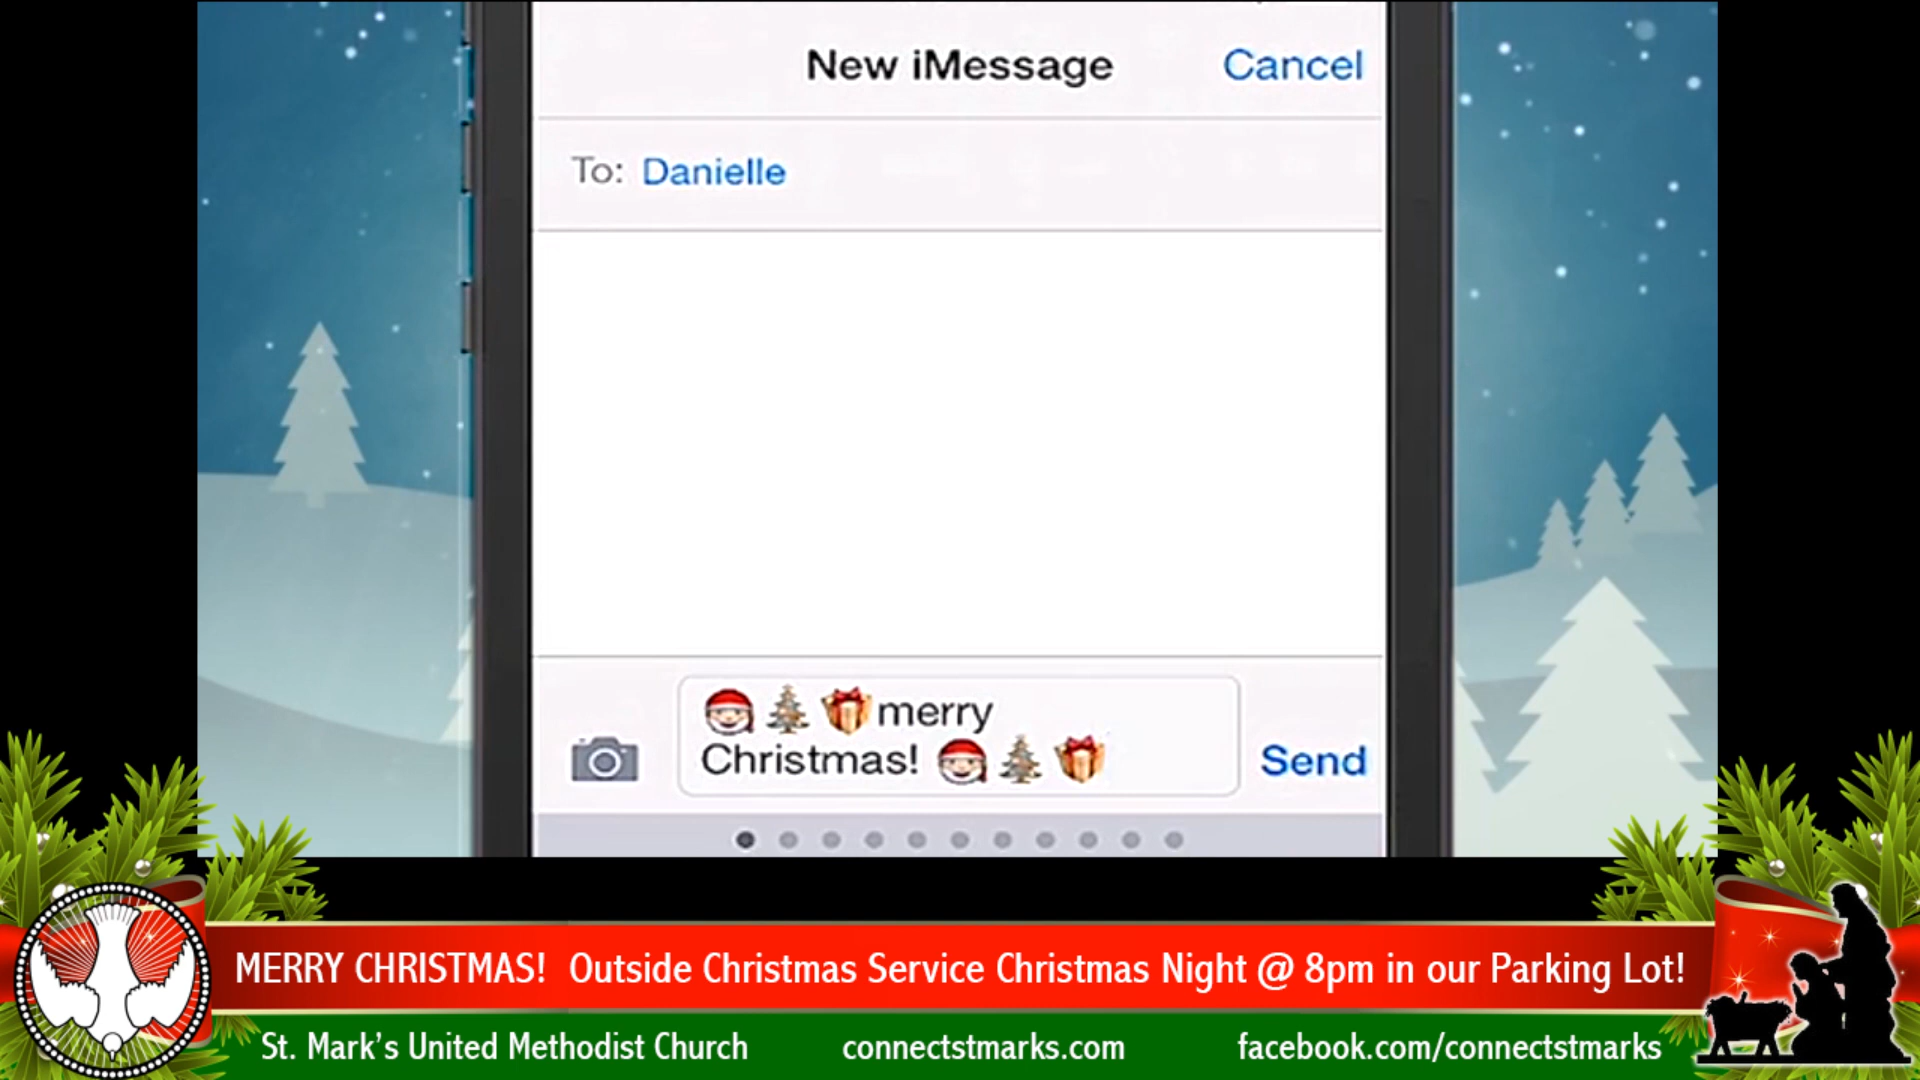 New iMessage
Cancel
To: Danielle
🎅🎄🎁merry
Christmas! 🎅🎄🎁
Send
MERRY CHRISTMAS! Outside Christmas Service Christmas Night @ 8pm in our Parking Lot!
St. Mark's United Methodist Church
connectstmarks.com
facebook.com/connectstmarks